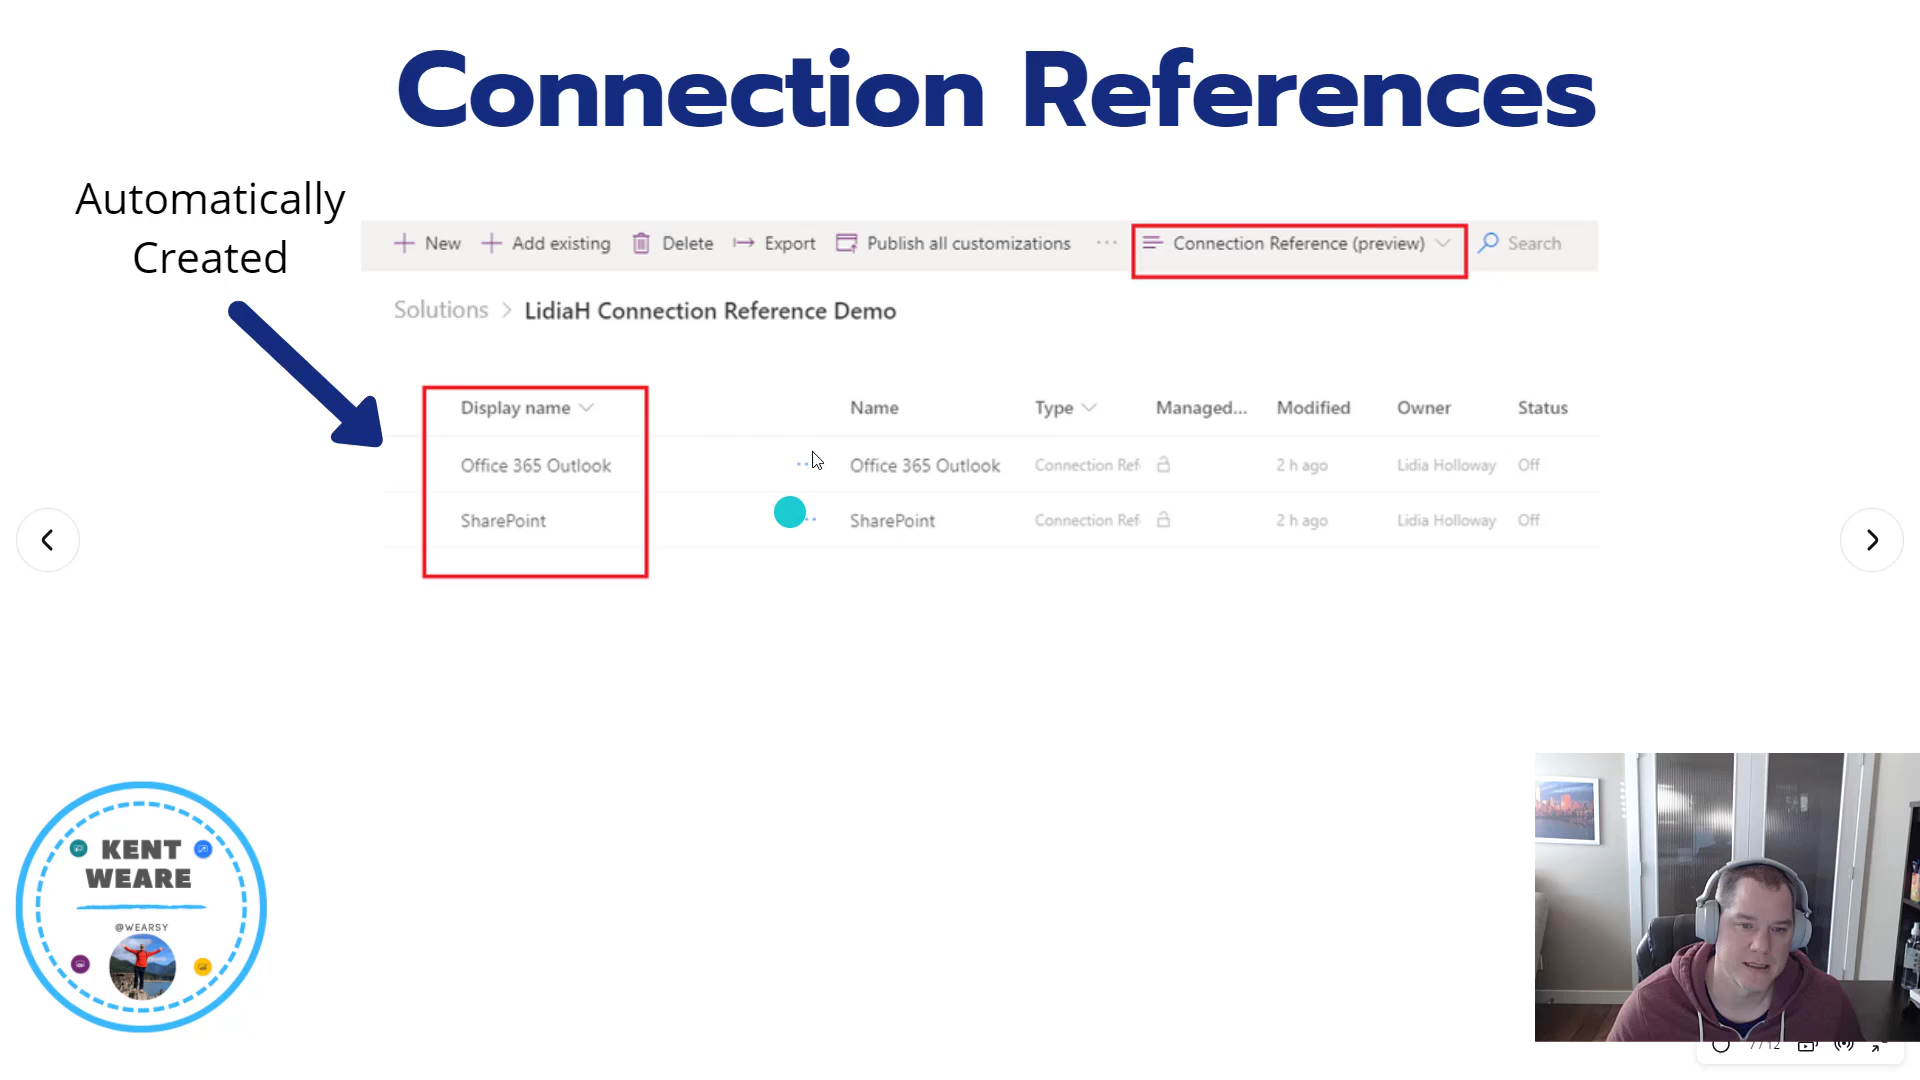 Connection References
Automatically
Created
New Add existing Delete Export Publish all customizations ··· Connection Reference (preview) Search
Solutions > LidiaH Connection Reference Demo
Display name Name Type Managed... Modified Owner Status
Office 365 Outlook Office 365 Outlook Connection Ref 2 h ago Lidia Holloway Off
SharePoint SharePoint Connection Ref 2 h ago Lidia Holloway Off
KENT
WEARE
@WEARSY
7/12